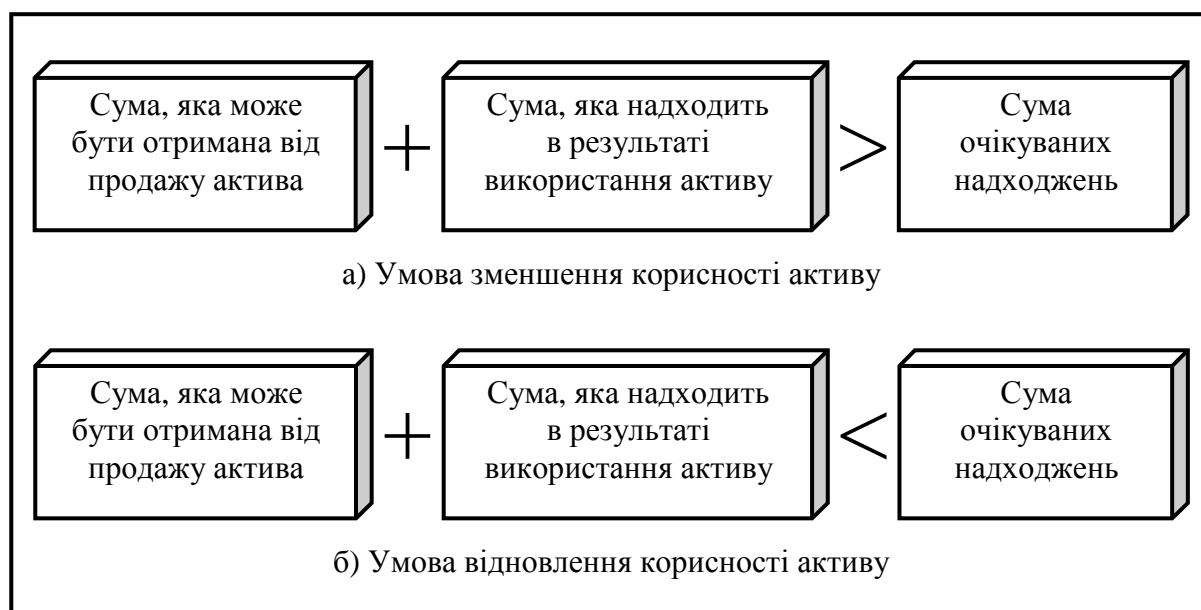 Сума, яка може
бути отримана від
продажу актива
+
Сума, яка надходить
в результаті
використання активу
>
Сума
очікуваних
надходжень
а) Умова зменшення корисності активу
Сума, яка може
бути отримана від
продажу актива
+
Сума, яка надходить
в результаті
використання активу
<
Сума
очікуваних
надходжень
б) Умова відновлення корисності активу